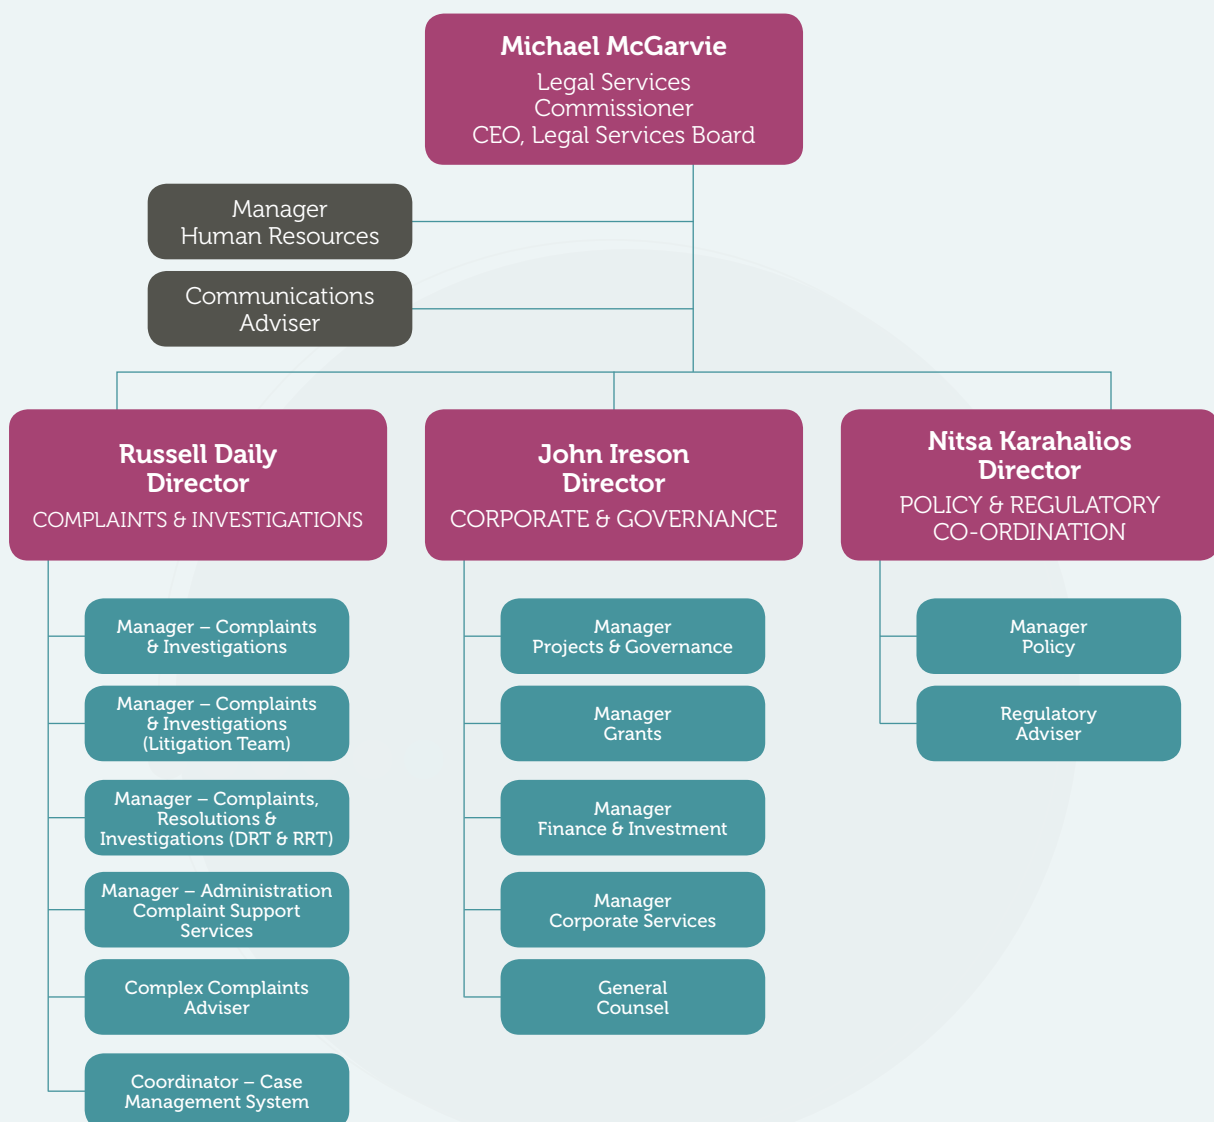 Michael McGarvie
Legal Services
Commissioner
CEO, Legal Services Board
Manager
Human Resources
Communications
Adviser
Russell Daily
Director
COMPLAINTS & INVESTIGATIONS
John Ireson
Director
CORPORATE & GOVERNANCE
Nitsa Karahalios
Director
POLICY & REGULATORY
CO-ORDINATION
Manager – Complaints
& Investigations
Manager – Complaints
& Investigations
(Litigation Team)
Manager – Complaints,
Resolutions &
Investigations (DRT & RRT)
Manager – Administration
Complaint Support
Services
Complex Complaints
Adviser
Coordinator – Case
Management System
Manager
Projects & Governance
Manager
Grants
Manager
Finance & Investment
Manager
Corporate Services
General
Counsel
Manager
Policy
Regulatory
Adviser